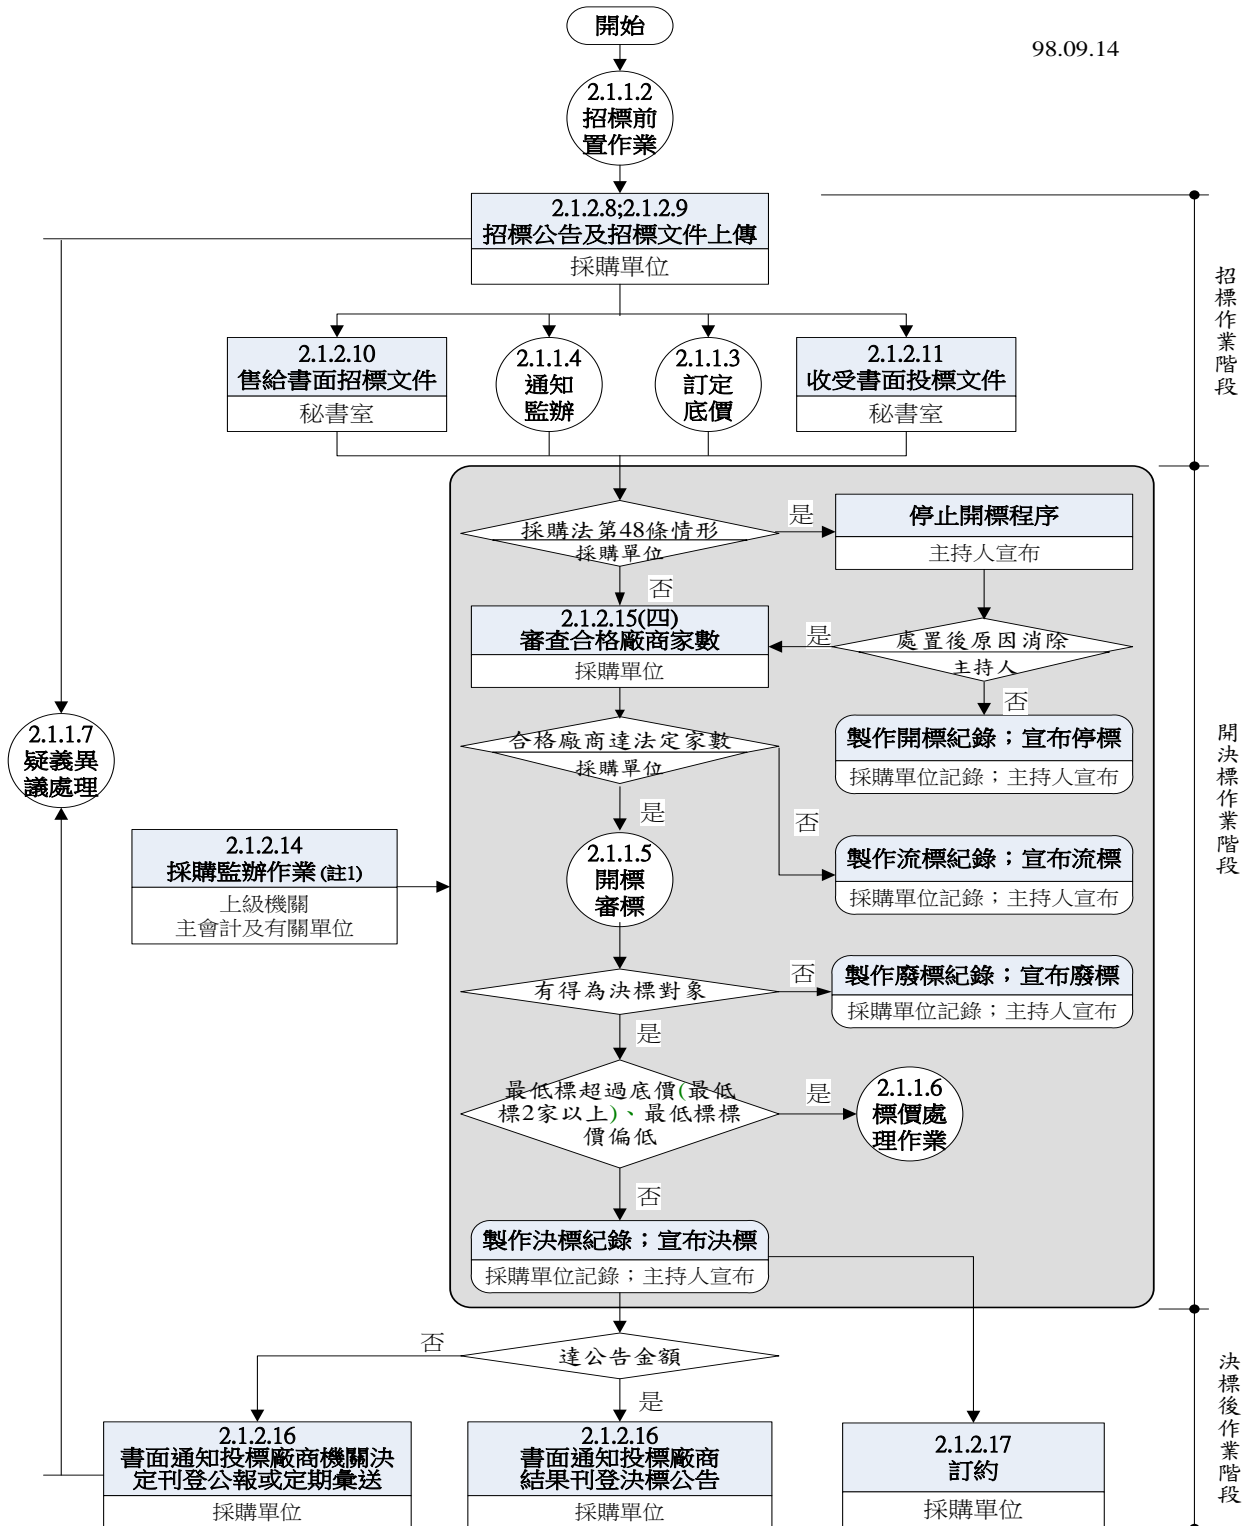 開始
98.09.14
2.1.1.2
招標前
置作業
2.1.2.8;2.1.2.9
招標公告及招標文件上傳
採購單位
招標作業階段
2.1.2.10
售給書面招標文件
秘書室
2.1.1.4
通知
監辦
2.1.1.3
訂定
底價
2.1.2.11
收受書面投標文件
秘書室
採購法第48條情形
採購單位
是
停止開標程序
主持人宣布
否
2.1.2.15(四)
審查合格廠商家數
採購單位
是
處置後原因消除
主持人
否
合格廠商達法定家數
採購單位
製作開標紀錄；宣布停標
採購單位記錄；主持人宣布
開決標作業階段
2.1.1.7
疑義異
議處理
是
否
2.1.2.14
採購監辦作業(註1)
上級機關
主會計及有關單位
2.1.1.5
開標
審標
製作流標紀錄；宣布流標
採購單位記錄；主持人宣布
有得為決標對象
否
製作廢標紀錄；宣布廢標
採購單位記錄；主持人宣布
是
最低標超過底價(最低
標2家以上)、最低標標
價偏低
是
2.1.1.6
標價處
理作業
否
製作決標紀錄；宣布決標
採購單位記錄；主持人宣布
達公告金額
否
是
決標後作業階段
2.1.2.16
書面通知投標廠商機關決
定刊登公報或定期彙送
採購單位
2.1.2.16
書面通知投標廠商
結果刊登決標公告
採購單位
2.1.2.17
訂約
採購單位